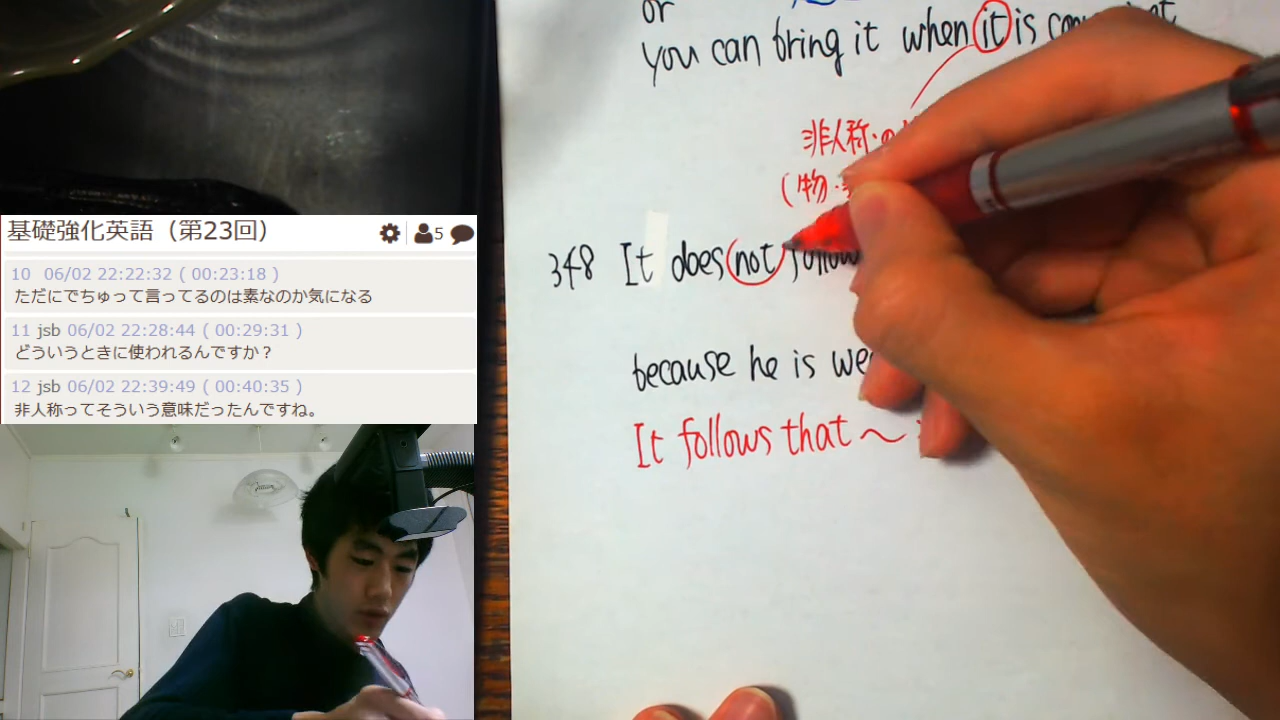 基礎強化英語（第23回）
5
10 06/02 22:22:32 ( 00:23:18 )
ただにでちゅって言ってるのは素なのか気になる
11 jsb 06/02 22:28:44 ( 00:29:31 )
どういうときに使われるんですか？
12 jsb 06/02 22:39:49 ( 00:40:35 )
非人称ってそういう意味だったんですね。
or
you can bring it when it is
非人称・
(物・
348 It does not follow
because he is
It follows that ～